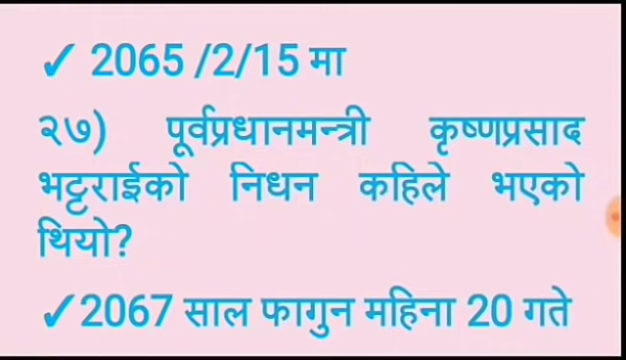 ✓ 2065 /2/15 मा
२७) पूर्वप्रधानमन्त्री कृष्णप्रसाद
भट्टराईको निधन कहिले भएको
थियो?
✓2067 साल फागुन महिना 20 गते